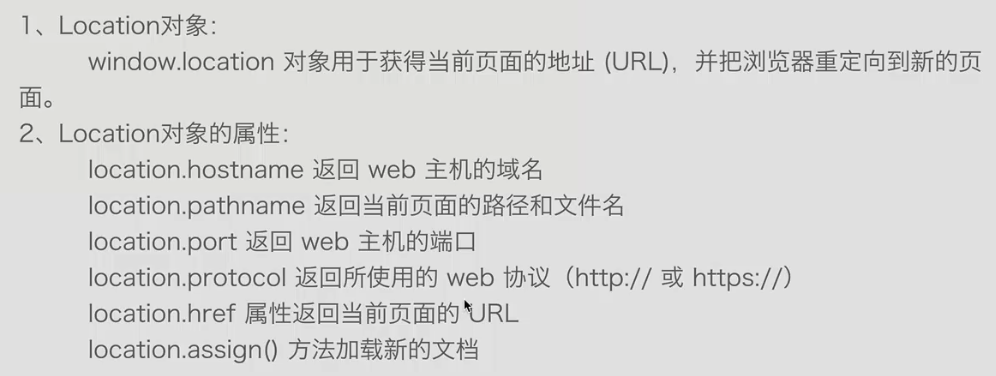 1、Location对象：
window.location 对象用于获得当前页面的地址 (URL)，并把浏览器重定向到新的页
面。
2、Location对象的属性：
location.hostname 返回 web 主机的域名
location.pathname 返回当前页面的路径和文件名
location.port 返回 web 主机的端口
location.protocol 返回所使用的 web 协议（http:// 或 https://）
location.href 属性返回当前页面的 URL
location.assign() 方法加载新的文档